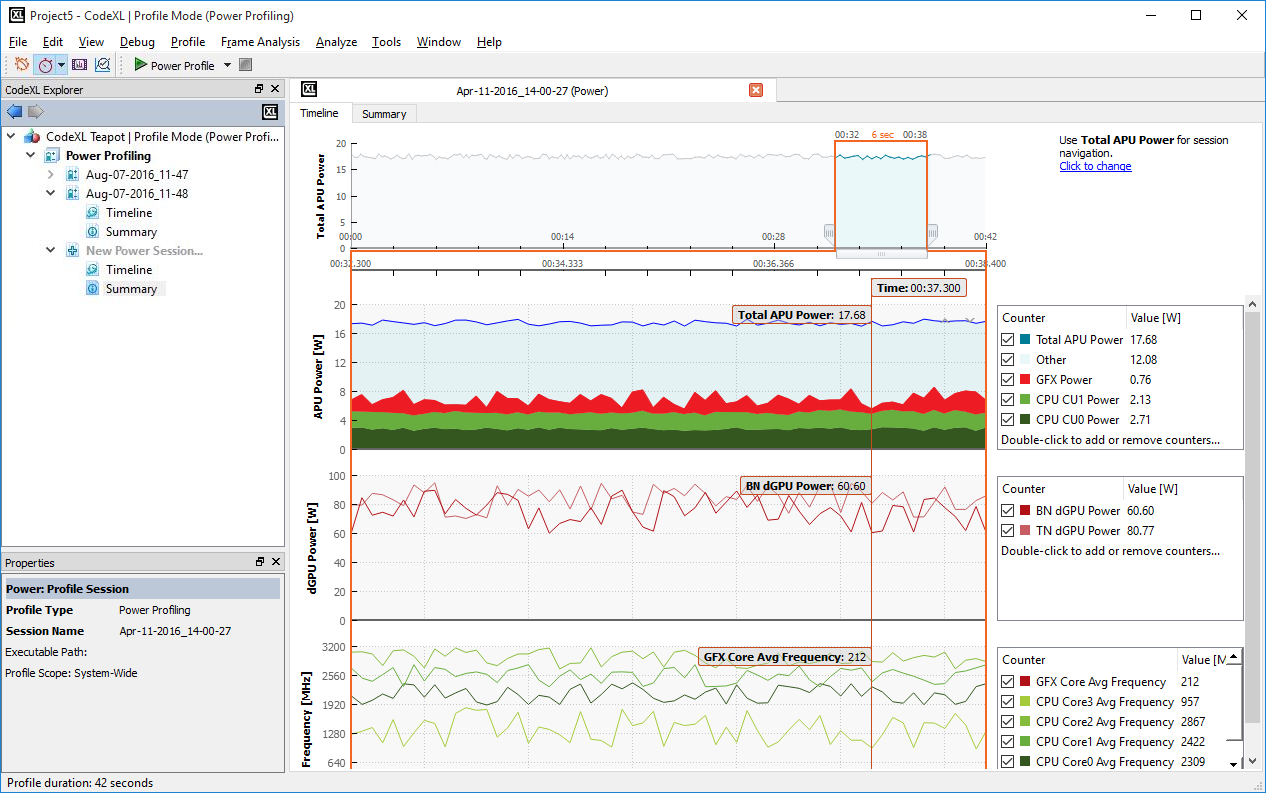 XL Project5 - CodeXL | Profile Mode (Power Profiling)
File Edit View Debug Profile Frame Analysis Analyze Tools Window Help
Power Profile
CodeXL Explorer
XL
CodeXL Teapot | Profile Mode (Power Profi...
Power Profiling
Aug-07-2016_11-47
Aug-07-2016_11-48
Timeline
Summary
New Power Session...
Timeline
Summary
Properties
Power: Profile Session
Profile Type Power Profiling
Session Name Apr-11-2016_14-00-27
Executable Path:
Profile Scope: System-Wide
Profile duration: 42 seconds
XL Apr-11-2016_14-00-27 (Power)
Timeline Summary
00:32 6 sec 00:38
Total APU Power
20
15
10
5
0
00:00 00:14 00:28 00:42
Use Total APU Power for session
navigation.
Click to change
00:32.300 00:34.333 00:36.366 00:38.400
Time: 00:37.300
APU Power [W]
20
16
12
8
4
0
Total APU Power: 17.68
Counter Value [W]
Total APU Power 17.68
Other 12.08
GFX Power 0.76
CPU CU1 Power 2.13
CPU CU0 Power 2.71
Double-click to add or remove counters...
dGPU Power [W]
100
80
60
40
20
0
BN dGPU Power: 60.60
Counter Value [W]
BN dGPU Power 60.60
TN dGPU Power 80.77
Double-click to add or remove counters...
Frequency [MHz]
3200
2560
1920
1280
640
GFX Core Avg Frequency: 212
Counter Value [M
GFX Core Avg Frequency 212
CPU Core3 Avg Frequency 957
CPU Core2 Avg Frequency 2867
CPU Core1 Avg Frequency 2422
CPU Core0 Avg Frequency 2309